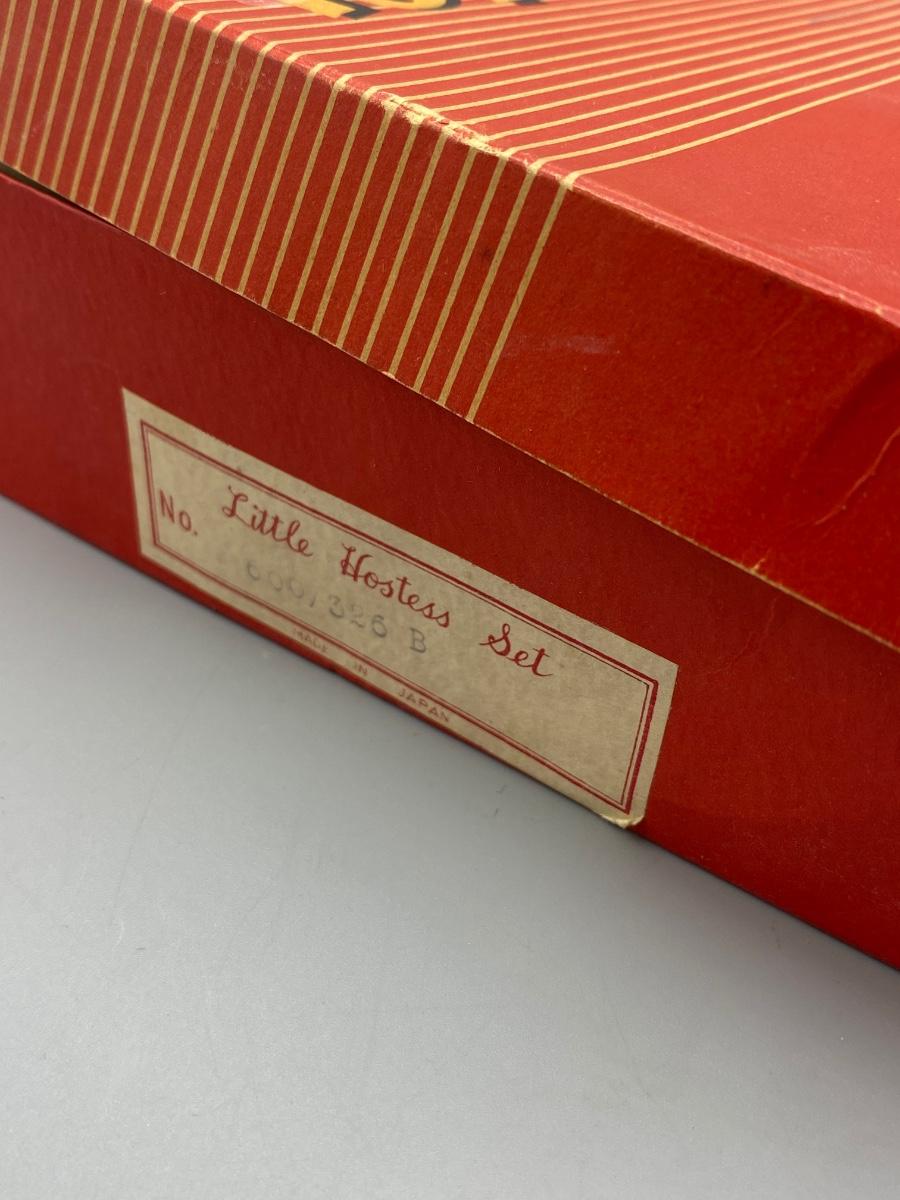 Little Hostess Set
No. 600/326 B
MADE IN JAPAN